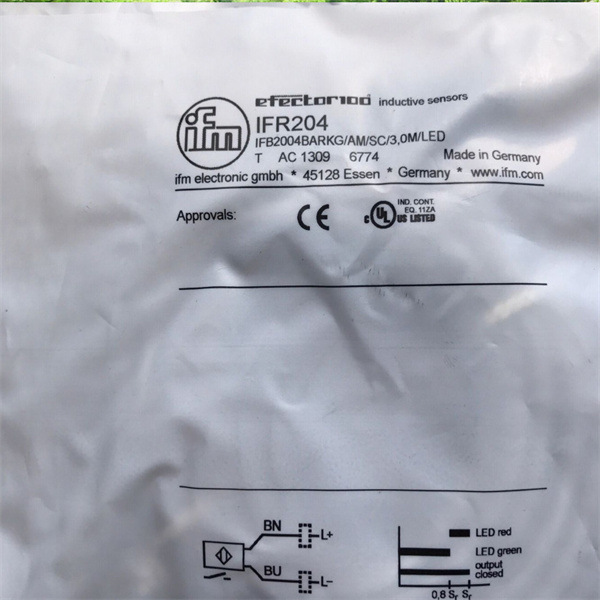 ifm
efector100 inductive sensors
IFR204
IFB2004BARKG/AM/SC/3,0M/LED
T AC 1309 6774 Made in Germany
ifm electronic gmbh * 45128 Essen * Germany * www.ifm.com
Approvals:
CE
c UL US LISTED
IND. CONT.
EQ. 11ZA
BN
L+
BU
L-
LED red
LED green
output
closed
0,8 Sr Sr